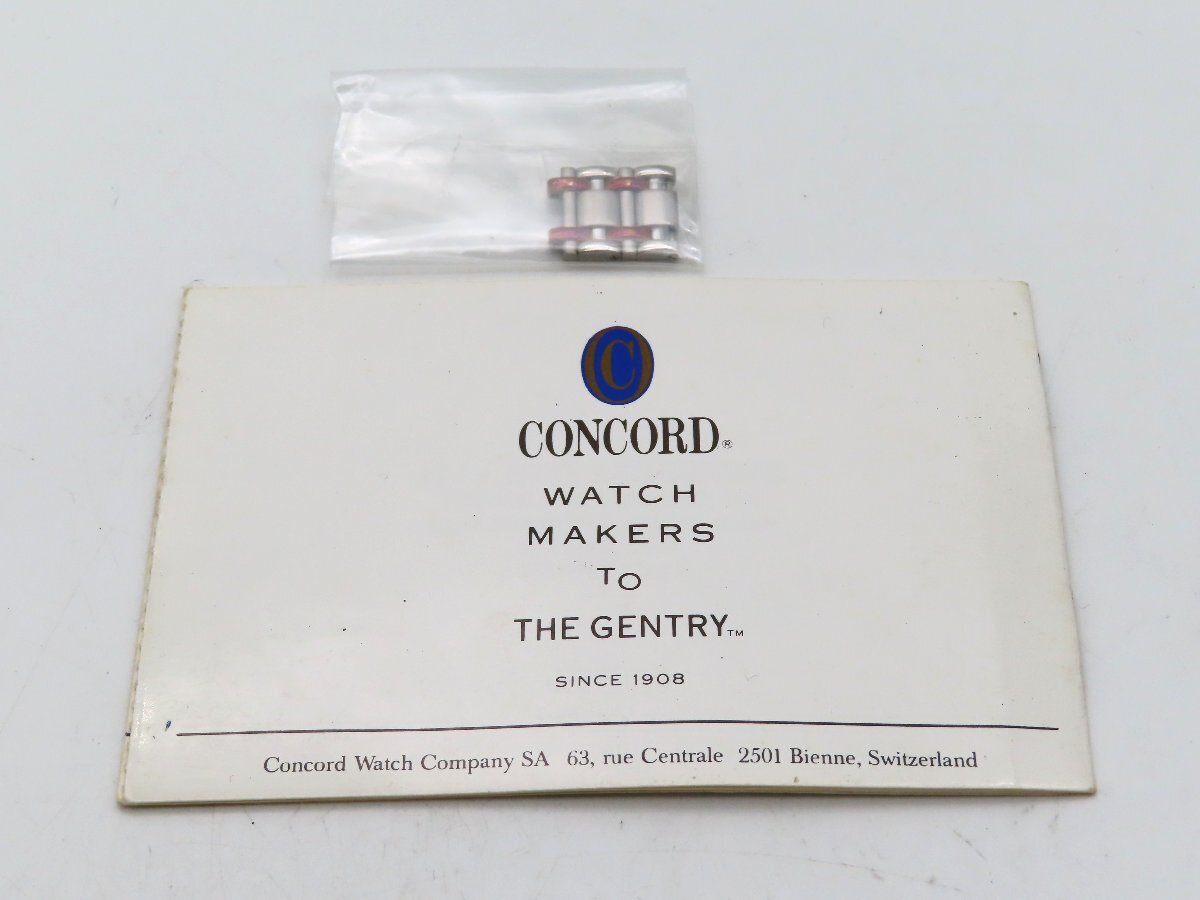 C
CONCORD®
WATCH
MAKERS
TO
THE GENTRY™
SINCE 1908
Concord Watch Company SA 63, rue Centrale 2501 Bienne, Switzerland